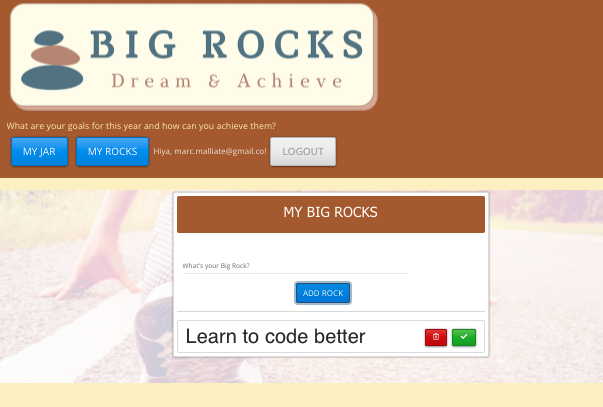 BIG ROCKS
Dream & Achieve
What are your goals for this year and how can you achieve them?
MY JAR MY ROCKS Hiya, marc.malliate@gmail.co! LOGOUT
MY BIG ROCKS
What's your Big Rock?
ADD ROCK
Learn to code better